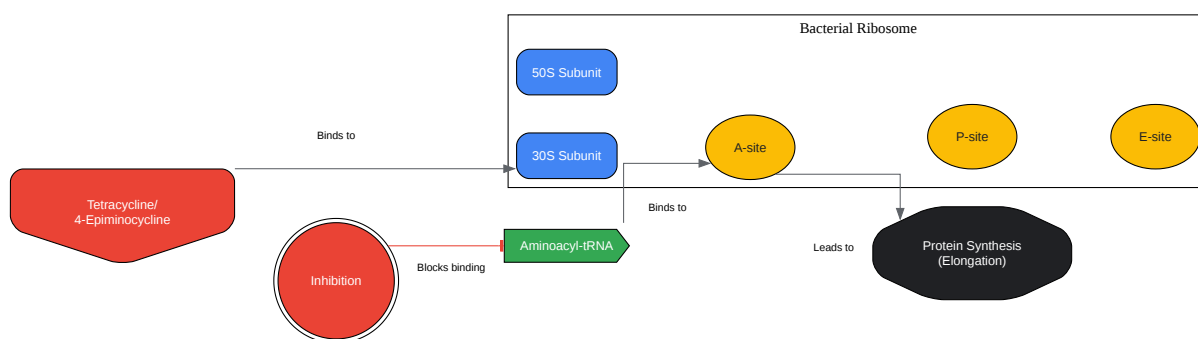 Bacterial Ribosome
50S Subunit
Binds to
30S Subunit
A-site
P-site
E-site
Tetracycline/
4-Epiminocycline
Binds to
Aminoacyl-tRNA
Leads to
Protein Synthesis
(Elongation)
Blocks binding
Inhibition